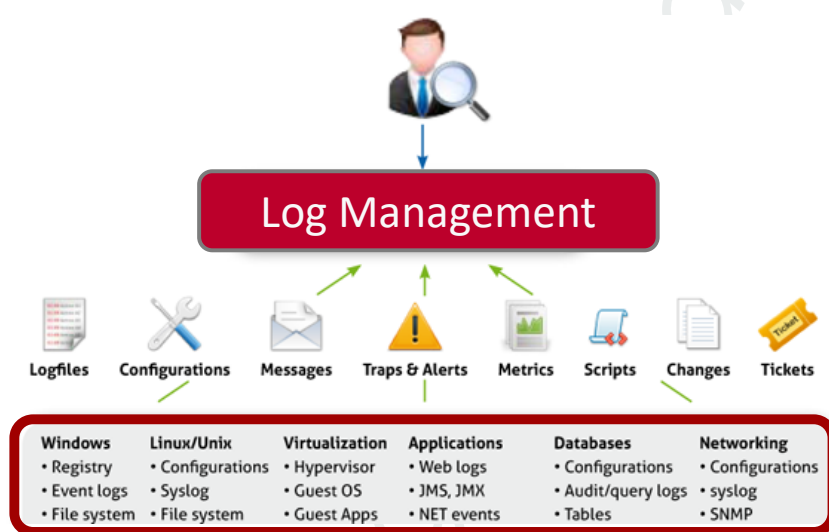 Log Management
Logfiles Configurations Messages Traps & Alerts Metrics Scripts Changes Tickets
Ticket
Windows Linux/Unix Virtualization Applications Databases Networking
• Registry • Configurations • Hypervisor • Web logs • Configurations • Configurations
• Event logs • Syslog • Guest OS • JMS, JMX • Audit/query logs • syslog
• File system • File system • Guest Apps • NET events • Tables • SNMP